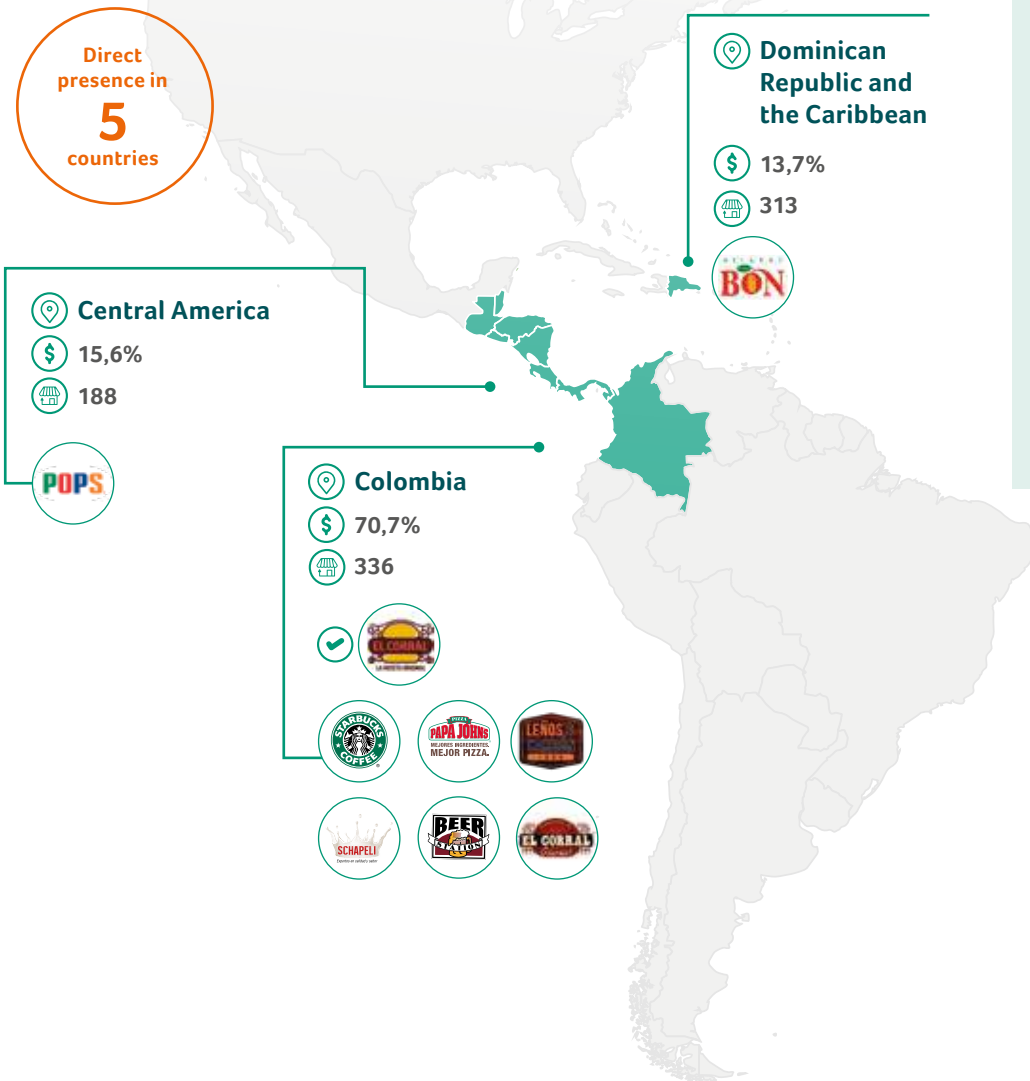 Direct
presence in
5
countries
Dominican
Republic and
the Caribbean
$ 13,7%
313
BON
Central America
$ 15,6%
188
POPS
Colombia
$ 70,7%
336
EL CORRAL
STARBUCKS
COFFEE
PIZZA
PAPA JOHNS
MEJORES INGREDIENTES.
MEJOR PIZZA.
LEÑOS
SCHAPELI
BEER
STATION
EL CORRAL